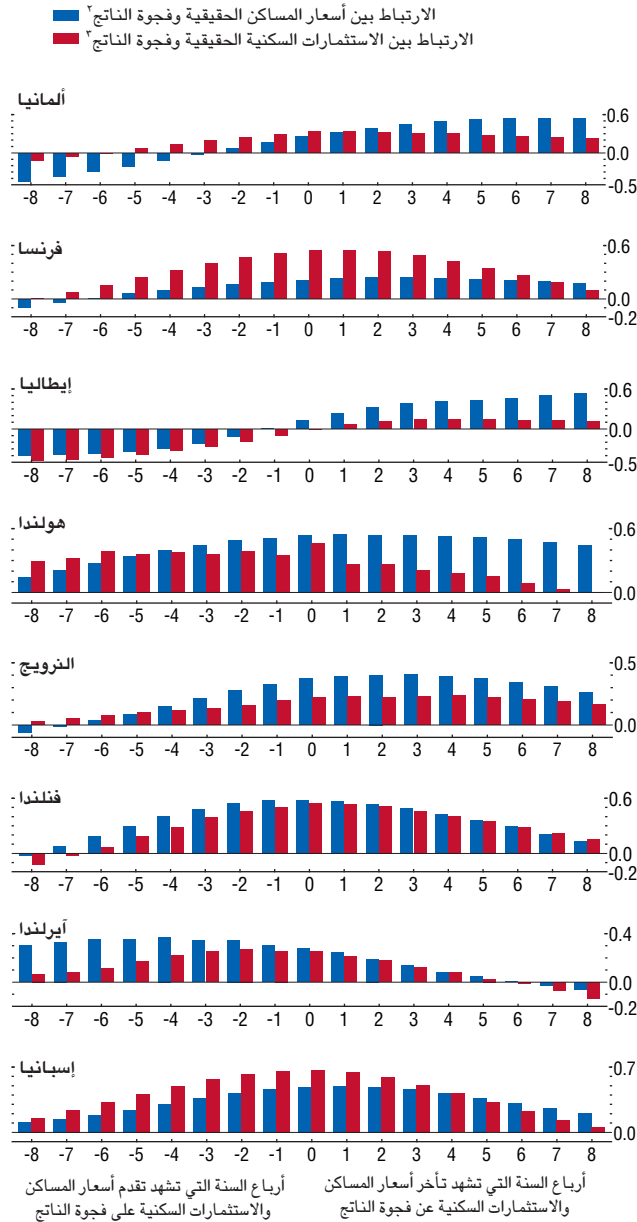 الارتباط بين أسعار المساكن الحقيقية وفجوة الناتج٢
الارتباط بين الاستثمارات السكنية الحقيقية وفجوة الناتج٣
ألمانيا
0.6
0.0
-0.5
-8 -7 -6 -5 -4 -3 -2 -1 0 1 2 3 4 5 6 7 8
فرنسا
0.6
0.0
-0.2
-8 -7 -6 -5 -4 -3 -2 -1 0 1 2 3 4 5 6 7 8
إيطاليا
0.6
0.0
-0.5
-8 -7 -6 -5 -4 -3 -2 -1 0 1 2 3 4 5 6 7 8
هولندا
0.6
0.0
-8 -7 -6 -5 -4 -3 -2 -1 0 1 2 3 4 5 6 7 8
النرويج
0.5
0.0
-8 -7 -6 -5 -4 -3 -2 -1 0 1 2 3 4 5 6 7 8
فنلندا
0.6
0.0
-0.2
-8 -7 -6 -5 -4 -3 -2 -1 0 1 2 3 4 5 6 7 8
آيرلندا
0.4
0.0
-0.2
-8 -7 -6 -5 -4 -3 -2 -1 0 1 2 3 4 5 6 7 8
إسبانيا
0.7
0.0
-8 -7 -6 -5 -4 -3 -2 -1 0 1 2 3 4 5 6 7 8
أرباع السنة التي تشهد تأخر أسعار المساكن
والاستثمارات السكنية عن فجوة الناتج
أرباع السنة التي تشهد تقدم أسعار المساكن
والاستثمارات السكنية على فجوة الناتج